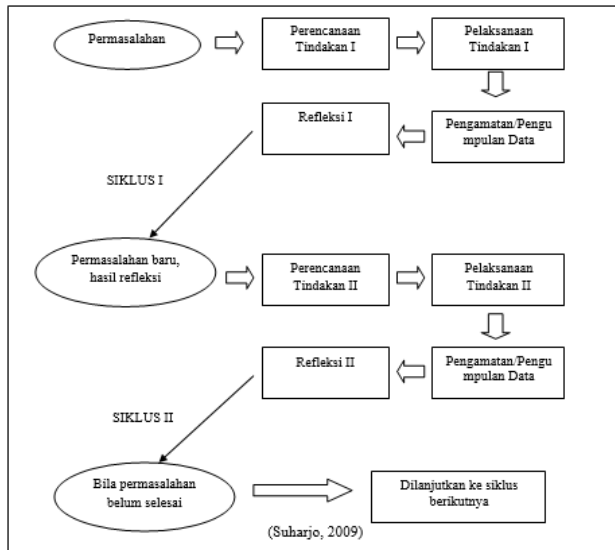 Permasalahan
Perencanaan
Tindakan I
Pelaksanaan
Tindakan I
Refleksi I
Pengamatan/Pengu
mpulan Data
SIKLUS I
Permasalahan baru,
hasil refleksi
Perencanaan
Tindakan II
Pelaksanaan
Tindakan II
Refleksi II
Pengamatan/Pengu
mpulan Data
SIKLUS II
Bila permasalahan
belum selesai
Dilanjutkan ke siklus
berikutnya
(Suharjo, 2009)